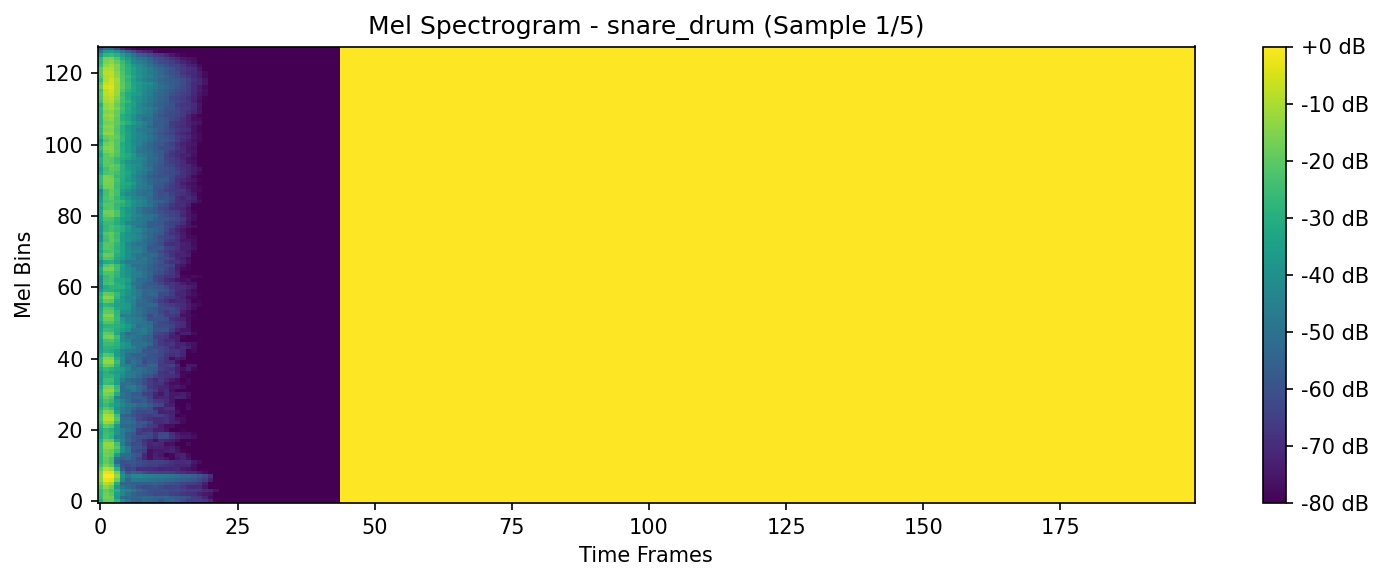 Mel Spectrogram - snare_drum (Sample 1/5)
Mel Bins
120
100
80
60
40
20
0
0 25 50 75 100 125 150 175
Time Frames
+0 dB
-10 dB
-20 dB
-30 dB
-40 dB
-50 dB
-60 dB
-70 dB
-80 dB